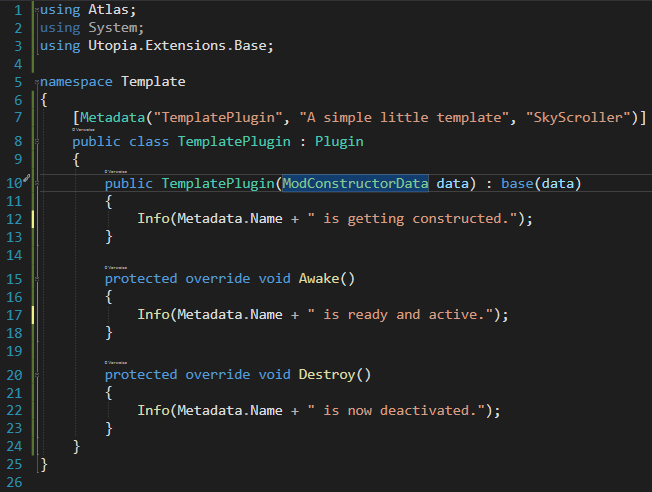 1 using Atlas;
2 using System;
3 using Utopia.Extensions.Base;
4
5 namespace Template
6 {
7 [Metadata("TemplatePlugin", "A simple little template", "SkyScroller")]
0 Verweise
8 public class TemplatePlugin : Plugin
9 {
0 Verweise
10 public TemplatePlugin(ModConstructorData data) : base(data)
11 {
12 Info(Metadata.Name + " is getting constructed.");
13 }
14
0 Verweise
15 protected override void Awake()
16 {
17 Info(Metadata.Name + " is ready and active.");
18 }
19
0 Verweise
20 protected override void Destroy()
21 {
22 Info(Metadata.Name + " is now deactivated.");
23 }
24 }
25 }
26